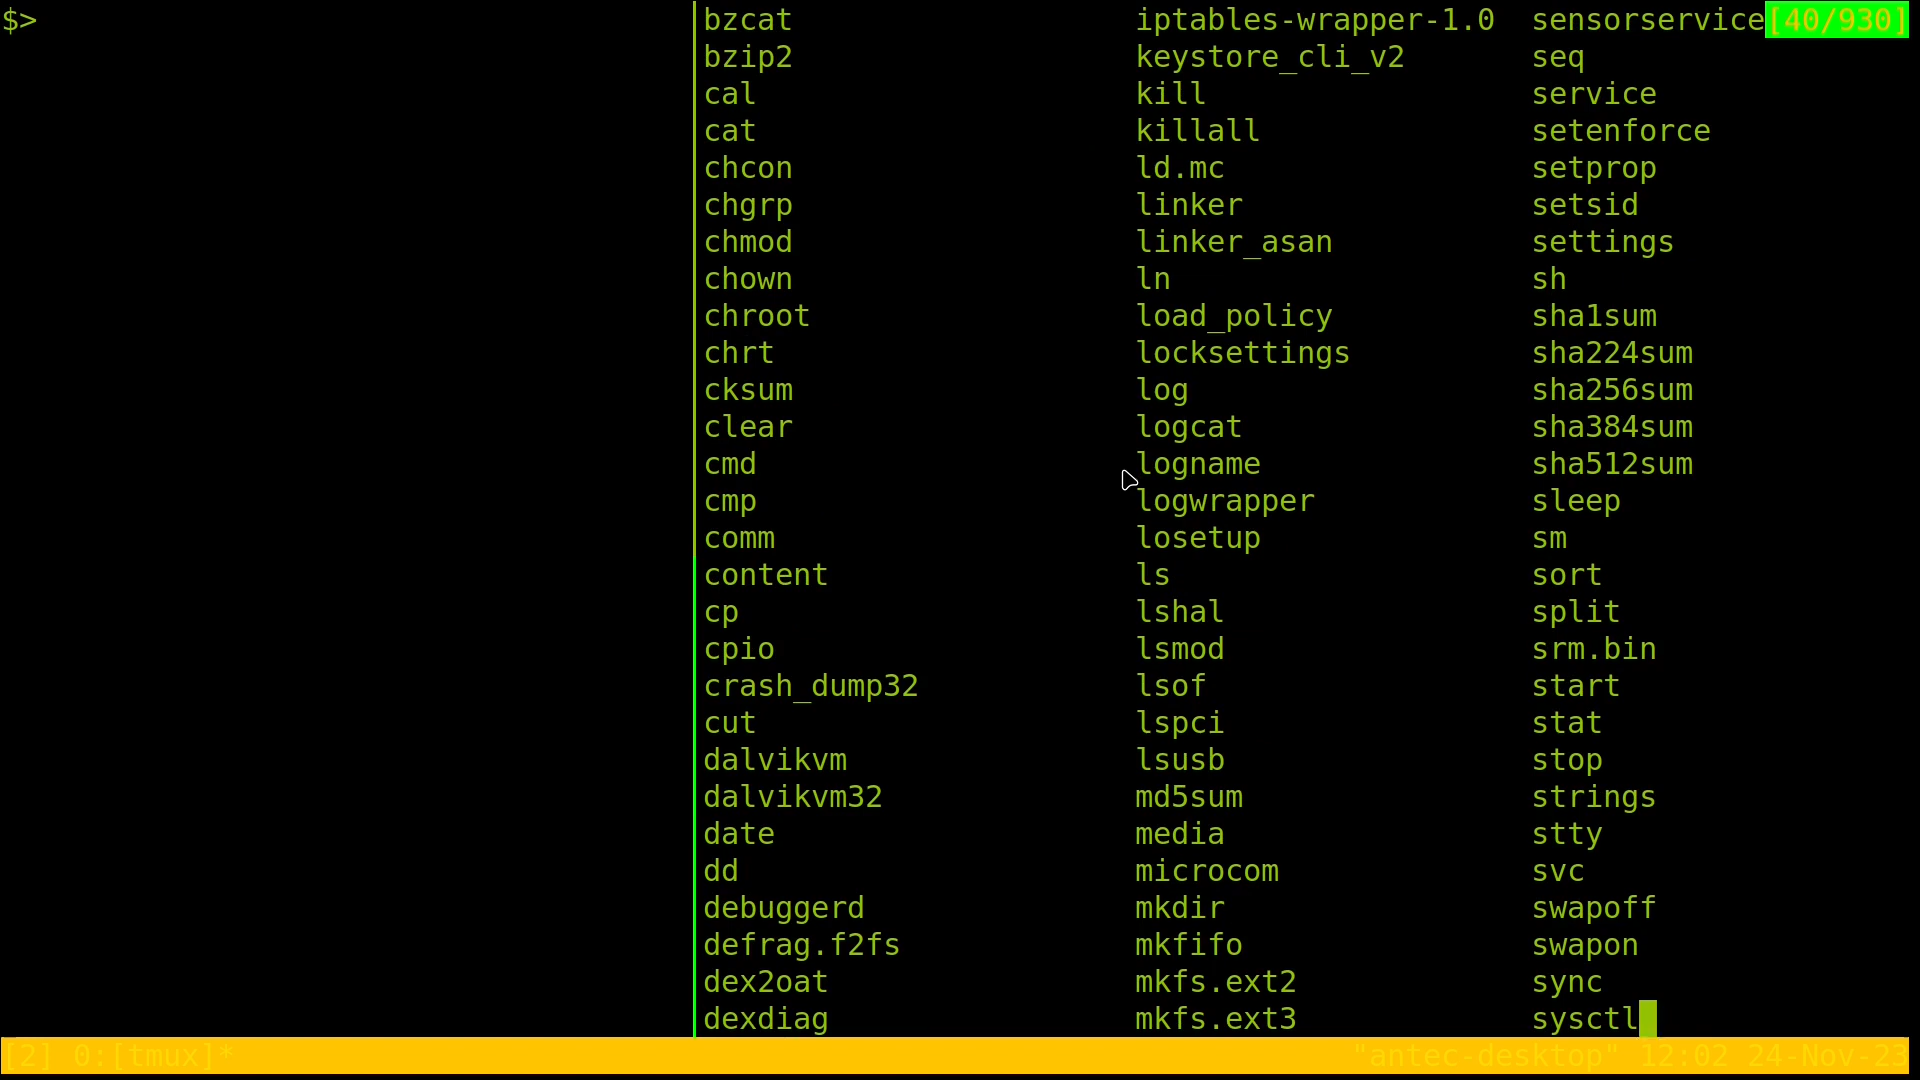 $> bzcat iptables-wrapper-1.0 sensorservice[40/930]
bzip2 keystore_cli_v2 seq
cal kill service
cat killall setenforce
chcon ld.mc setprop
chgrp linker setsid
chmod linker_asan settings
chown ln sh
chroot load_policy sha1sum
chrt locksettings sha224sum
cksum log sha256sum
clear logcat sha384sum
cmd logname sha512sum
cmp logwrapper sleep
comm losetup sm
content ls sort
cp lshal split
cpio lsmod srm.bin
crash_dump32 lsof start
cut lspci stat
dalvikvm lsusb stop
dalvikvm32 md5sum strings
date media stty
dd microcom svc
debuggerd mkdir swapoff
defrag.f2fs mkfifo swapon
dex2oat mkfs.ext2 sync
dexdiag mkfs.ext3 sysctl
[2] 0:[tmux]* "antec-desktop" 12:02 24-Nov-23